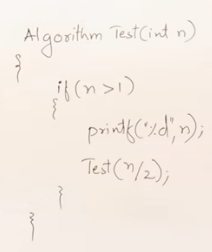 Algorithm Test(int n)
{
if(n>1)
{
printf("%d",n);
Test(n/2);
}
}